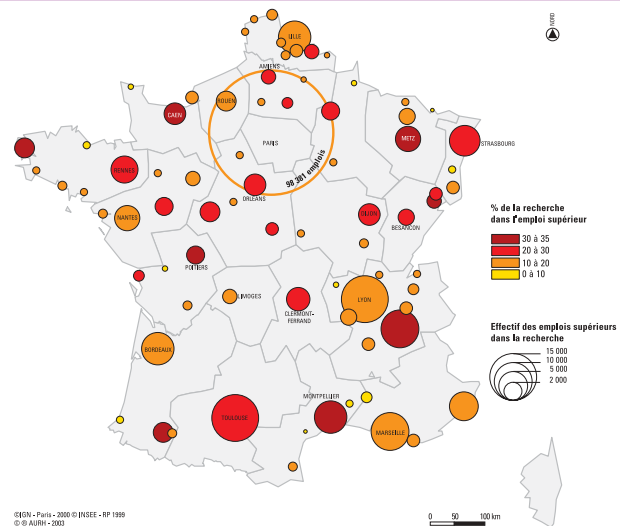 NORD
LILLE
AMIENS
ROUEN
CAEN
PARIS
98 381 emplois
METZ
STRASBOURG
RENNES
ORLEANS
NANTES
DIJON
BESANCON
POITIERS
LIMOGES
CLERMONT-
FERRAND
LYON
BORDEAUX
MONTPELLIER
TOULOUSE
MARSEILLE
% de la recherche
dans l'emploi supérieur
30 à 35
20 à 30
10 à 20
0 à 10
Effectif des emplois supérieurs
dans la recherche
15 000
10 000
5 000
2 000
©IGN - Paris - 2000 © INSEE - RP 1999
© ® AURH - 2003
0 50 100 km